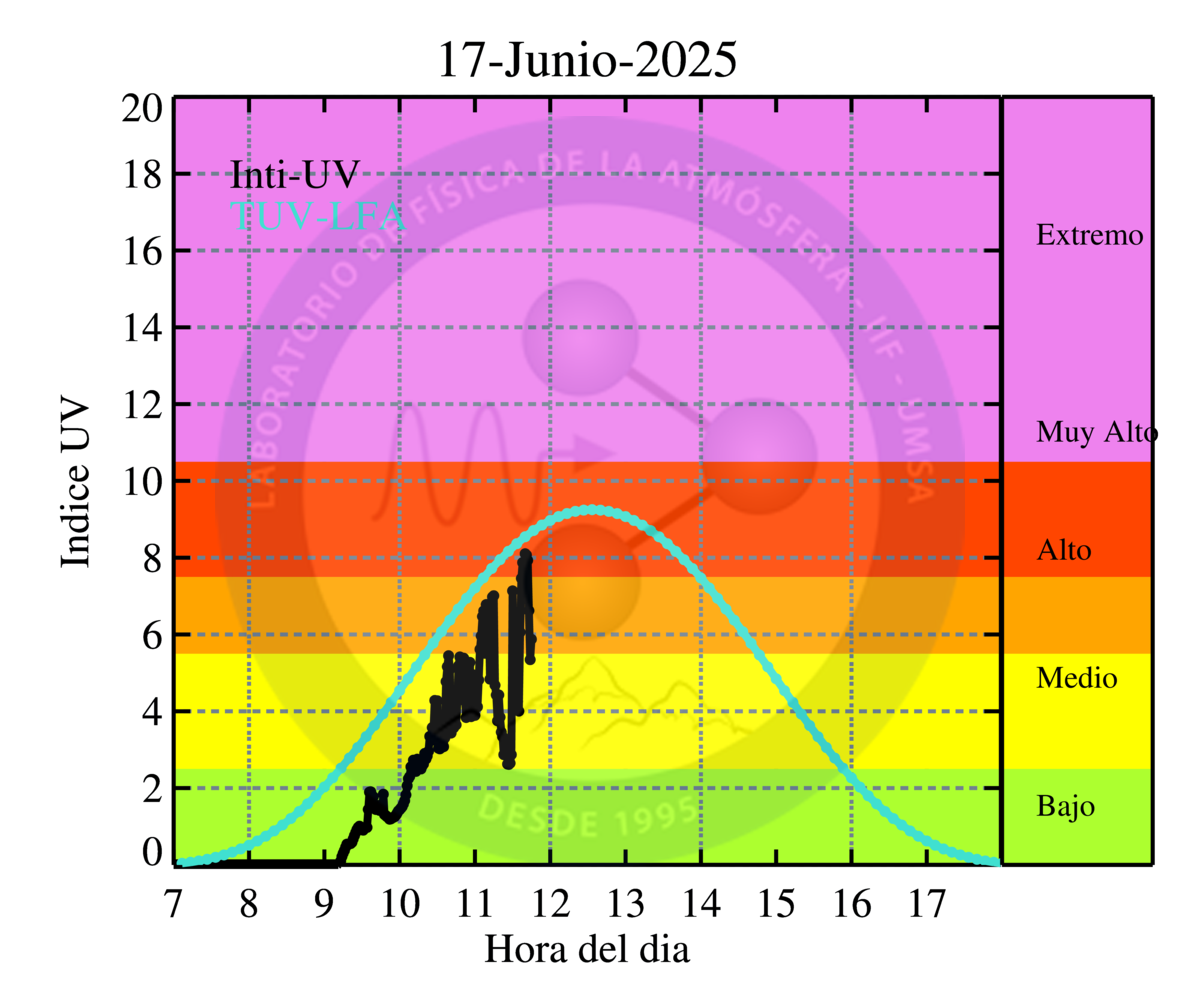 17-Junio-2025
Inti-UV
TUV-LFA
LABORATORIO DE FÍSICA DE LA ATMÓSFERA - IIF - UMSA
DESDE 1995
Indice UV
20
18
16
14
12
10
8
6
4
2
0
Extremo
Muy Alto
Alto
Medio
Bajo
7 8 9 10 11 12 13 14 15 16 17
Hora del dia